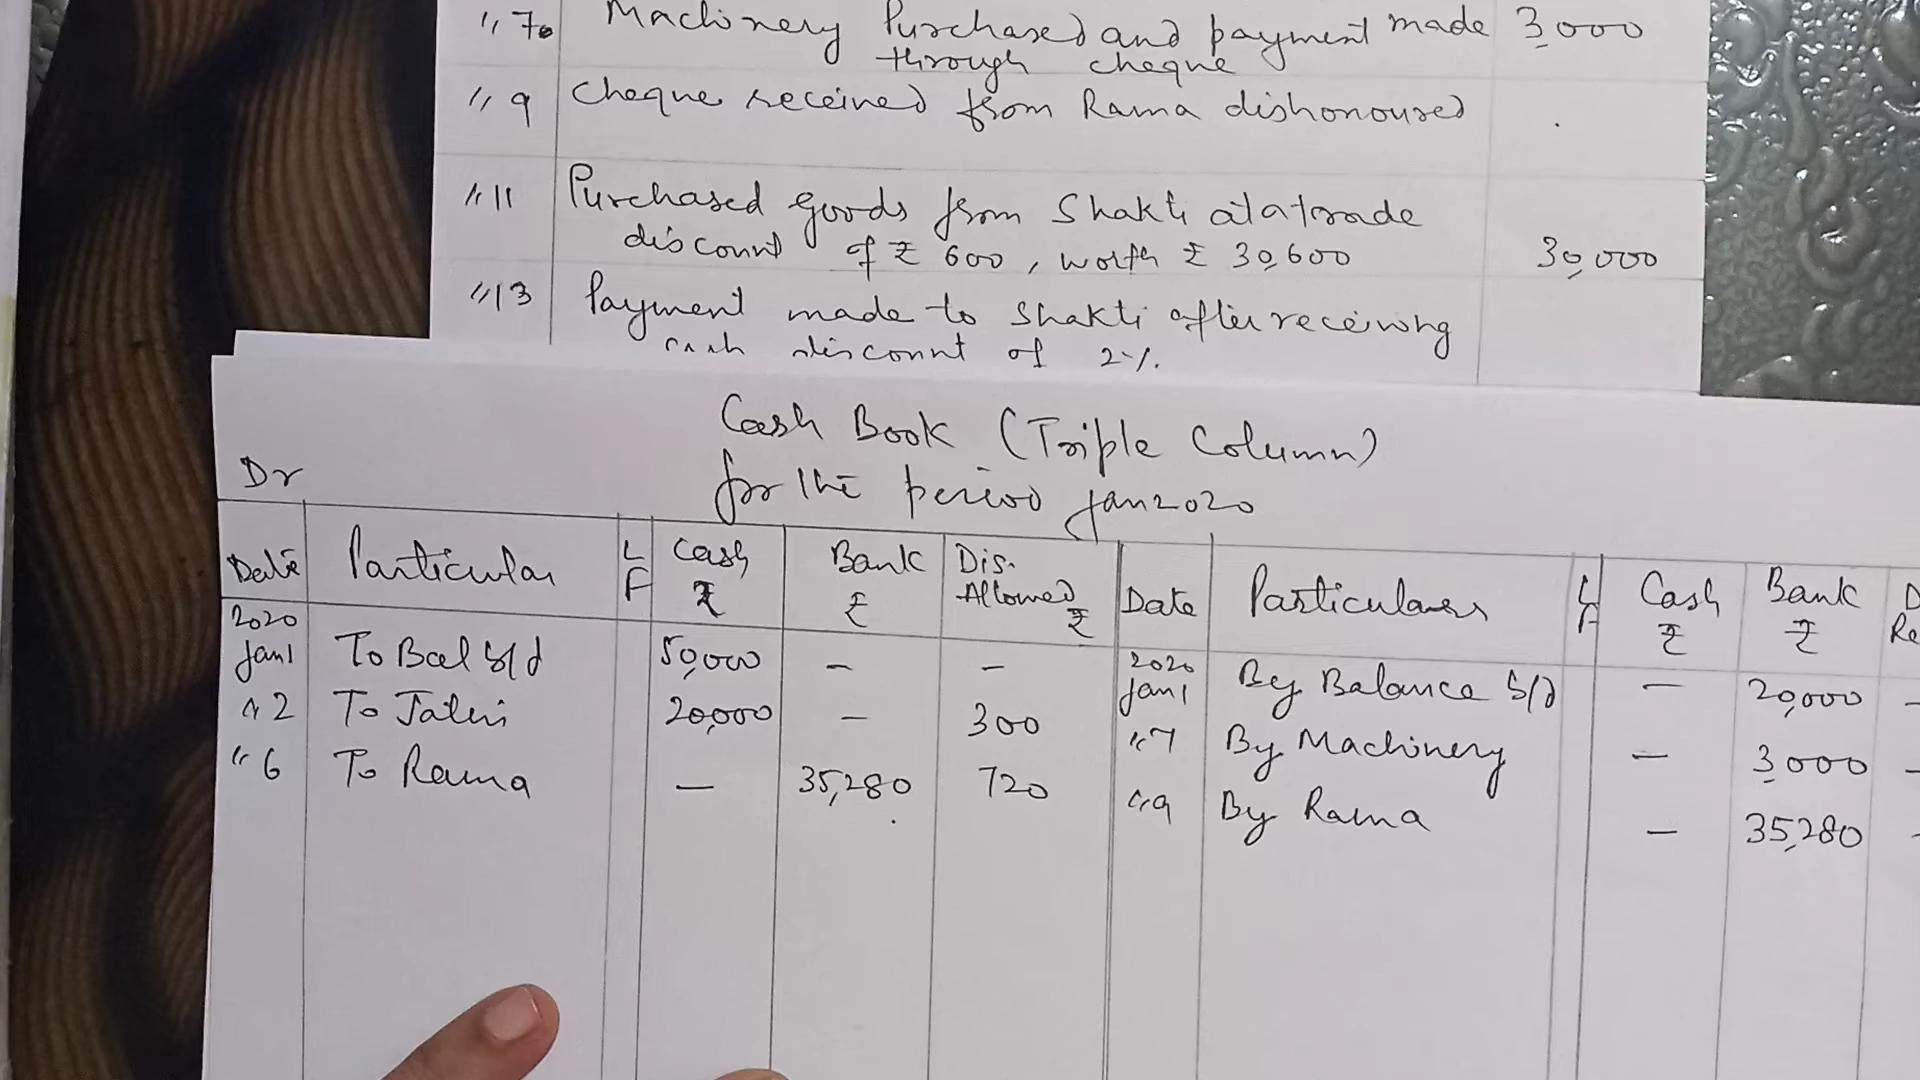 " 7 Machinery Purchased and payment made 3,000
through cheque
" 9 Cheque received from Rama dishonoured
" 11 Purchased goods from Shakti at a trade
discount of ₹ 600, worth ₹ 30,600 30,000
" 13 Payment made to Shakti after receiving
cash discount of 2%.
Cash Book (Triple Column)
Dr for the period Jan 2020
Date Particular LF Cash ₹ Bank ₹ Dis. Allowed ₹ Date Particulars LF Cash ₹ Bank ₹ D Re
2020 Jan 1 To Bal b/d 50,000 — — 2020 Jan 1 By Balance b/d — 20,000 —
" 2 To Jatin 20,000 — 300 " 7 By Machinery — 3,000 —
" 6 To Rama — 35,280 720 " 9 By Rama — 35,280 —